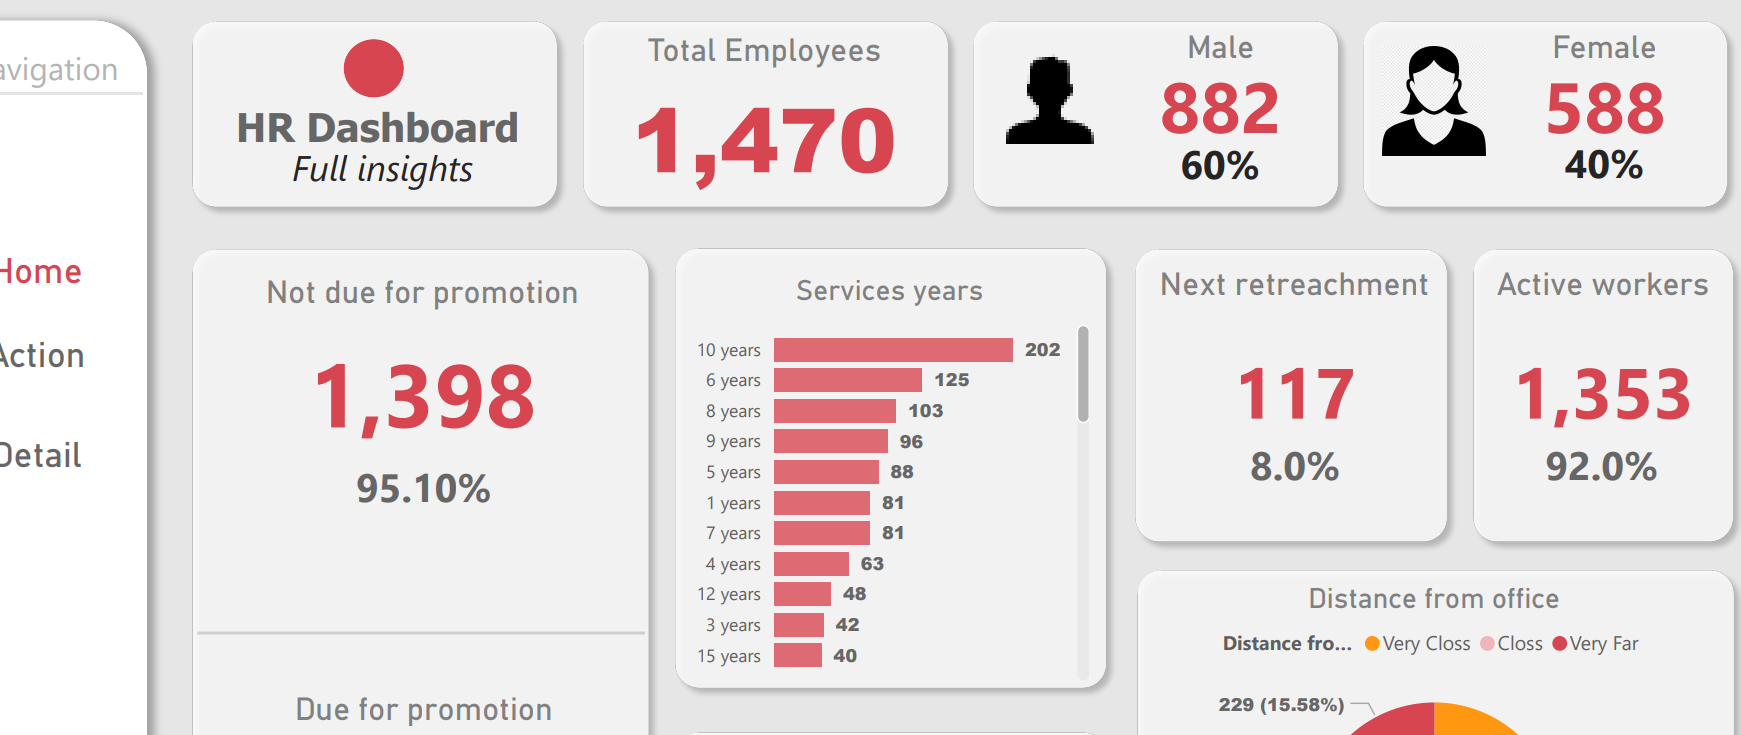 avigation
Home
Action
Detail
HR Dashboard
Full insights
Total Employees
1,470
Male
882
60%
Female
588
40%
Not due for promotion
1,398
95.10%
Due for promotion
Services years
10 years 202
6 years 125
8 years 103
9 years 96
5 years 88
1 years 81
7 years 81
4 years 63
12 years 48
3 years 42
15 years 40
Next retreachment
117
8.0%
Active workers
1,353
92.0%
Distance from office
Distance fro... Very Closs Closs Very Far
229 (15.58%)